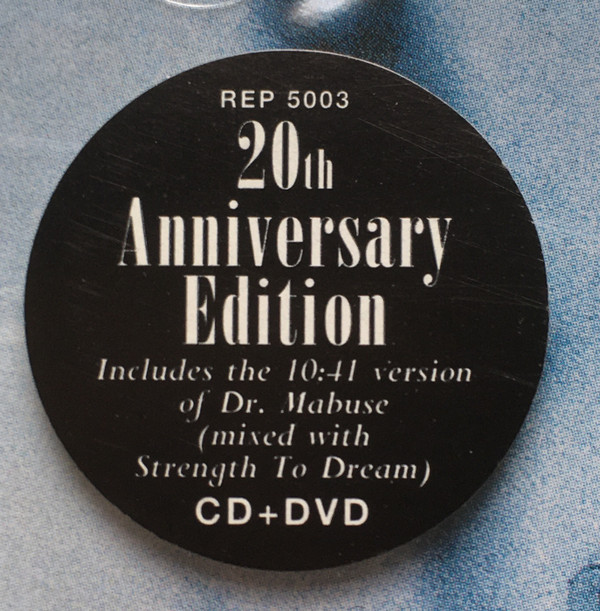 REP 5003
20th
Anniversary
Edition
Includes the 10:41 version
of Dr. Mabuse
(mixed with
Strength To Dream)
CD+DVD